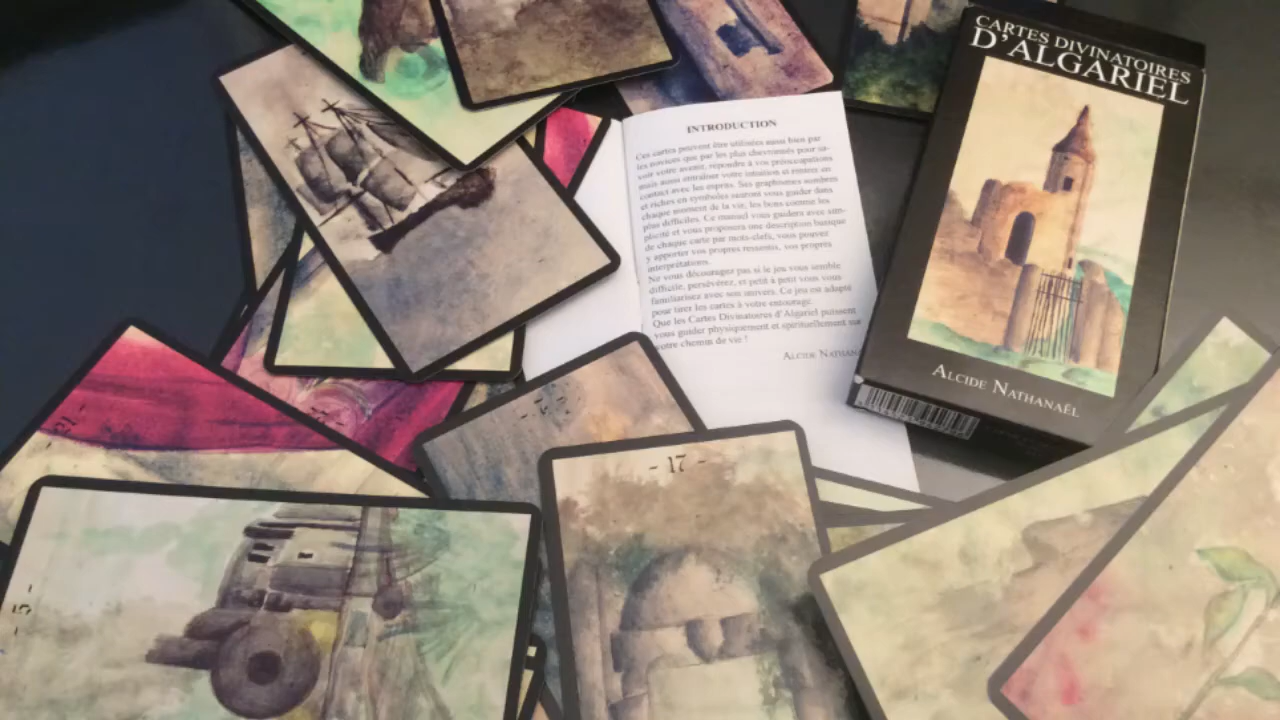 CARTES DIVINATOIRES
D'ALGARIEL
INTRODUCTION
Ces cartes peuvent être utilisées aussi bien par
les novices que par les plus chevronnés pour sa-
voir votre avenir, répondre à vos préoccupations
mais aussi entraîner votre intuition et rentrer en
contact avec les esprits. Ses graphismes sombres
et riches en symboles sauront vous guider dans
chaque moment de la vie, les bons comme les
plus difficiles. Ce manuel vous guidera avec sim-
plicité et vous proposera une description basique
de chaque carte par mots-clefs, vous pouvez
y apporter vos propres ressentis, vos propres
interprétations.
Ne vous découragez pas si le jeu vous semble
difficile, persévérez, et petit à petit vous vous
familiarisez avec son univers. Ce jeu est adapté
pour tirer les cartes à votre entourage.
Que les Cartes Divinatoires d'Algariel puissent
vous guider physiquement et spirituellement sur
votre chemin de vie !
ALCIDE NATHANA
ALCIDE NATHANAËL
- 17 -
- 5 -